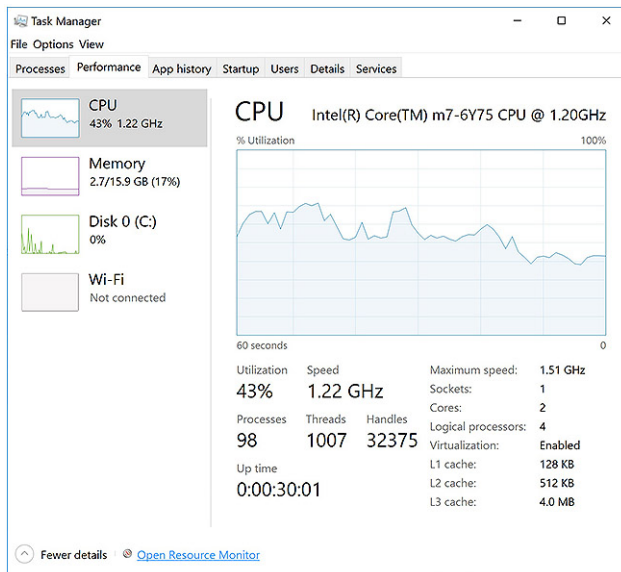 Task Manager
File Options View
Processes Performance App history Startup Users Details Services
CPU
43% 1.22 GHz
Memory
2.7/15.9 GB (17%)
Disk 0 (C:)
0%
Wi-Fi
Not connected
CPU Intel(R) Core(TM) m7-6Y75 CPU @ 1.20GHz
% Utilization 100%
60 seconds 0
Utilization Speed
43% 1.22 GHz
Processes Threads Handles
98 1007 32375
Up time
0:00:30:01
Maximum speed: 1.51 GHz
Sockets: 1
Cores: 2
Logical processors: 4
Virtualization: Enabled
L1 cache: 128 KB
L2 cache: 512 KB
L3 cache: 4.0 MB
Fewer details Open Resource Monitor